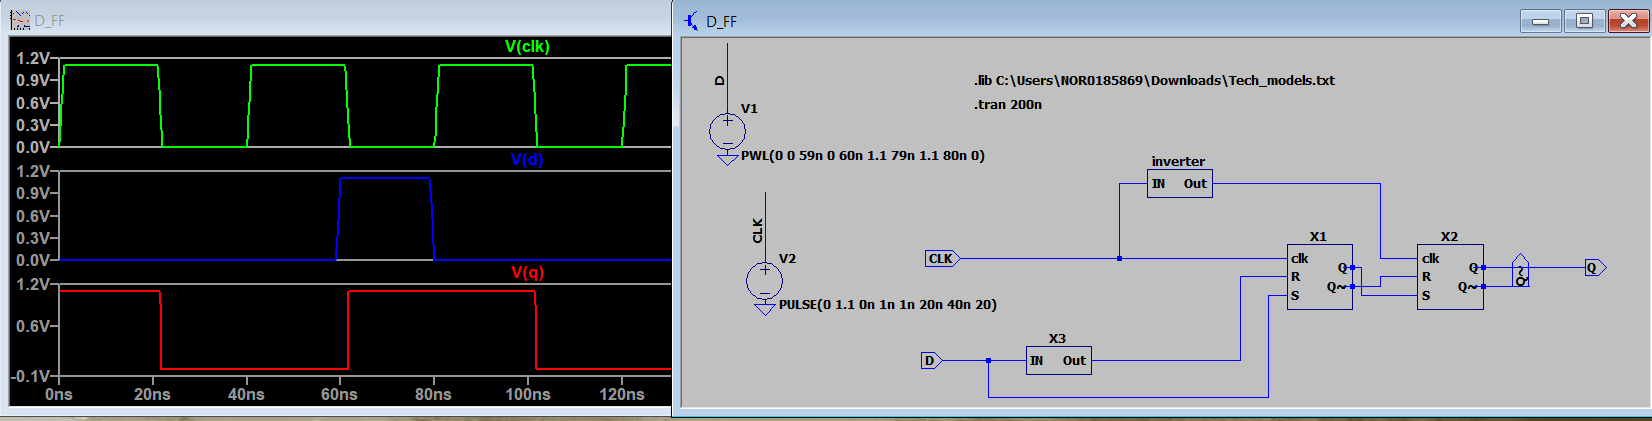 D_FF
V(clk)
1.2V
0.9V
0.6V
0.3V
0.0V
V(d)
1.2V
0.9V
0.6V
0.3V
0.0V
V(q)
1.2V
0.6V
-0.1V
0ns 20ns 40ns 60ns 80ns 100ns 120ns
D_FF
.lib C:\Users\NORO185869\Downloads\Tech_models.txt
.tran 200n
D
V1
PWL(0 0 59n 0 60n 1.1 79n 1.1 80n 0)
CLK
V2
PULSE(0 1.1 0n 1n 1n 20n 40n 20)
inverter
IN Out
CLK
X1
clk
R
S
Q
Q~
X2
clk
R
S
Q
Q~
Q~
Q
D
X3
IN Out